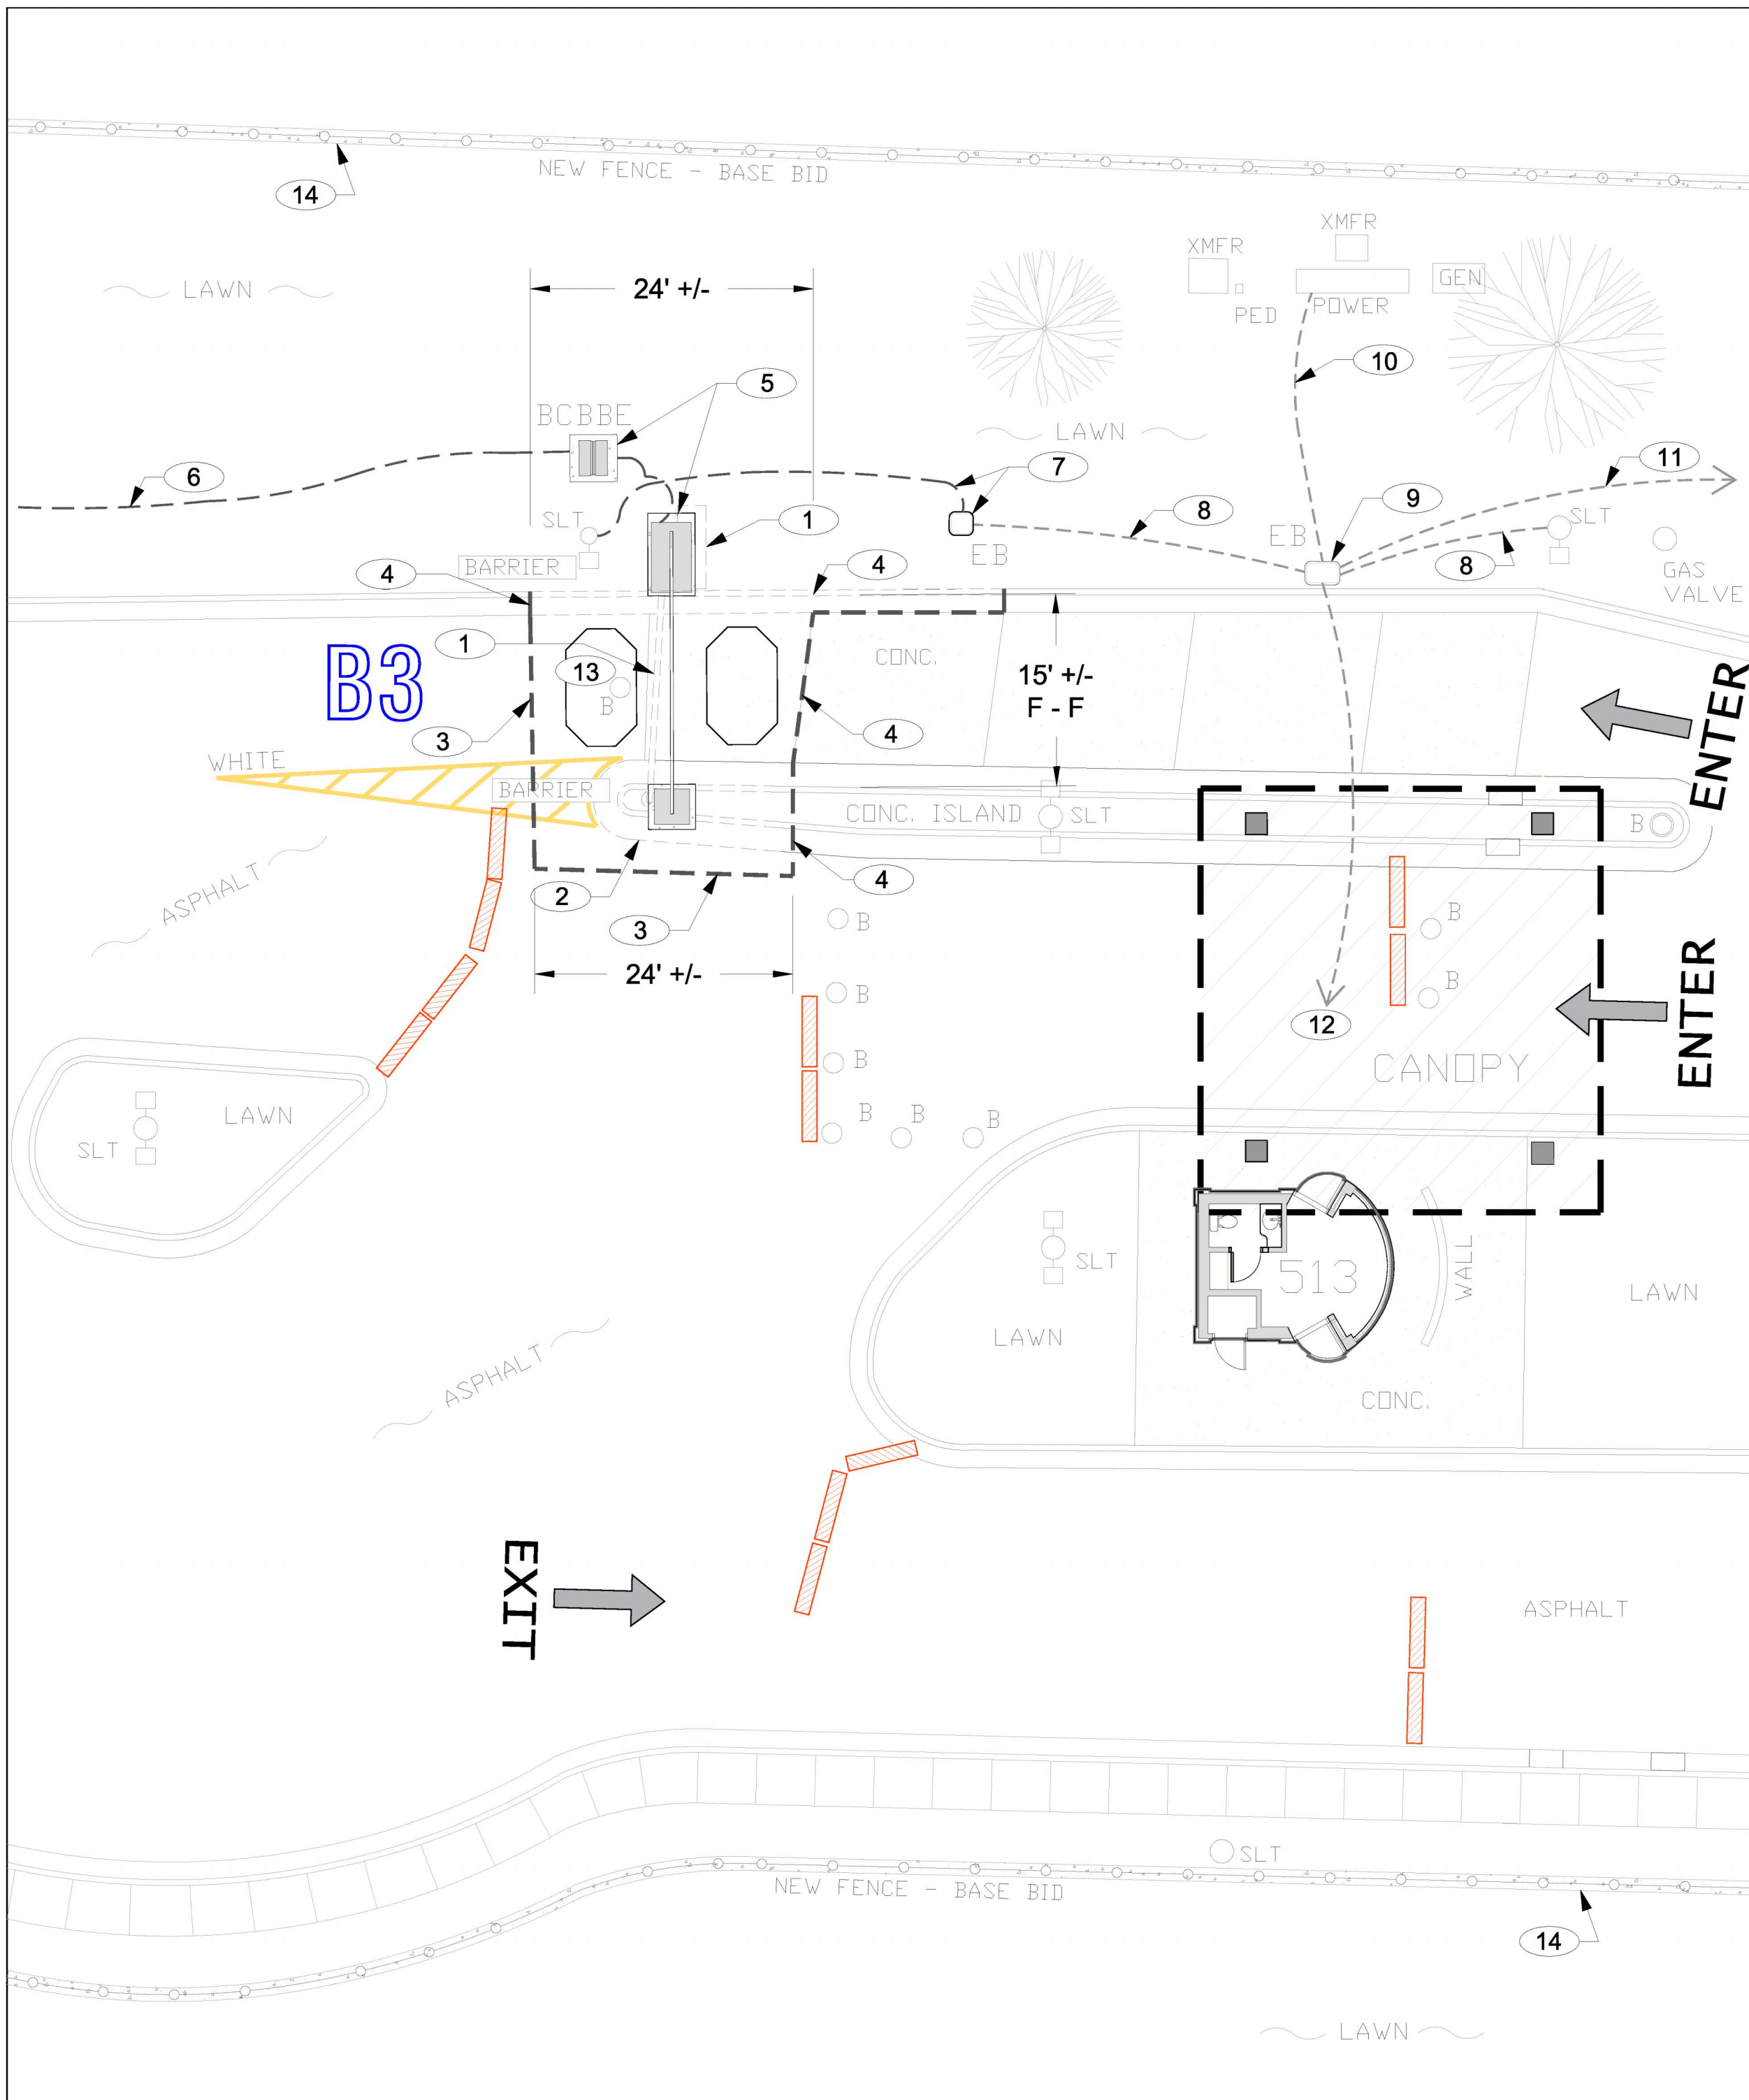 NEW FENCE - BASE BID
14
XMFR
XMFR
LAWN
24' +/-
GEN
PED
POWER
10
5
BCBBE
LAWN
6
7
11
SLT
1
8
9
EB
SLT
EB
BARRIER
4
4
8
GAS
VALVE
1
CONC.
B3
13
15' +/-
F - F
B
ENTER
3
4
WHITE
BARRIER
CONC. ISLAND
SLT
B
ASPHALT
2
4
3
B
B
24' +/-
B
B
ENTER
12
B
CANOPY
LAWN
B
B
B
SLT
SLT
513
WALL
LAWN
LAWN
ASPHALT
CONC.
EXIT
ASPHALT
SLT
NEW FENCE - BASE BID
14
LAWN